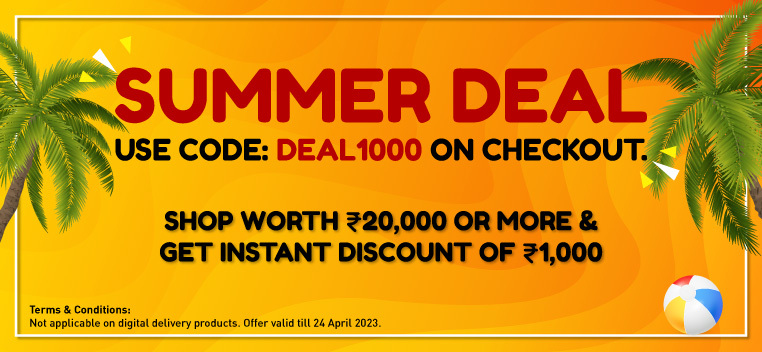 SUMMER DEAL
USE CODE: DEAL1000 ON CHECKOUT.
SHOP WORTH ₹20,000 OR MORE &
GET INSTANT DISCOUNT OF ₹1,000
Terms & Conditions:
Not applicable on digital delivery products. Offer valid till 24 April 2023.